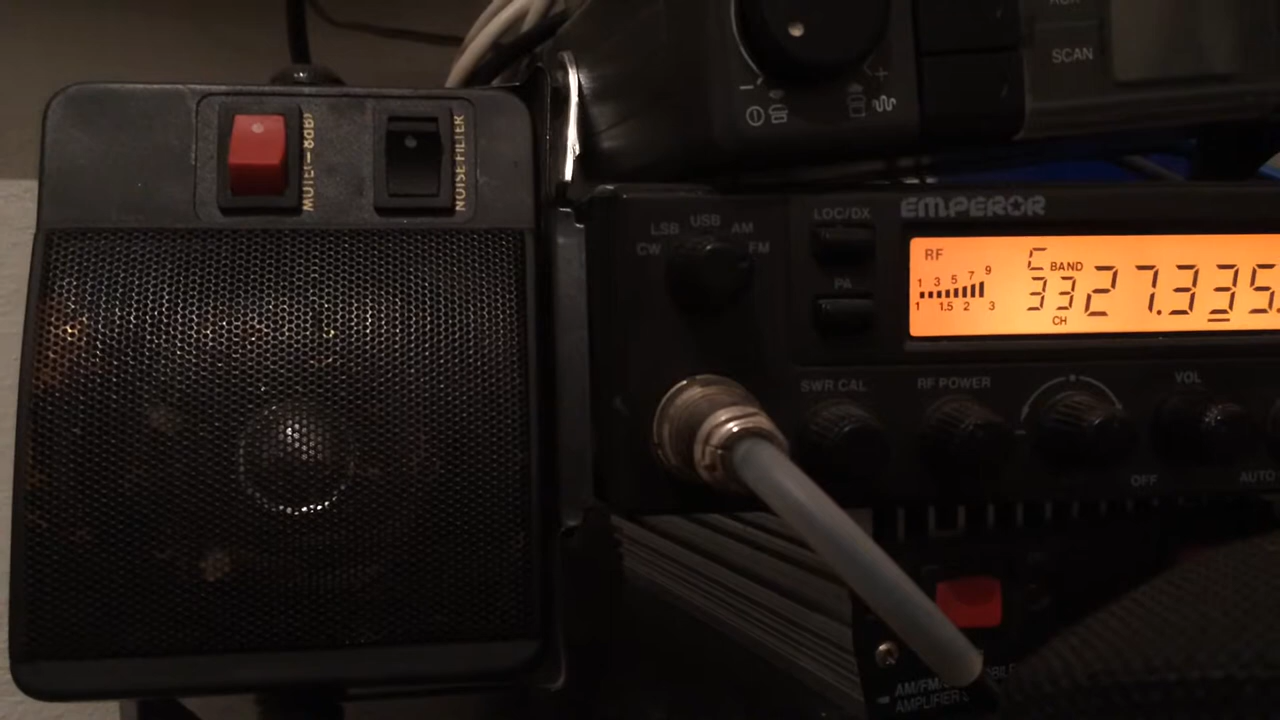 SCAN
MUTE(–8dB)
NOISE FILTER
EMPEROR
LOC/DX
LSB USB AM
CW FM
PA
RF
1 3 5 7 9
1 1.5 2 3
C BAND
33 27.335.
CH
SWR CAL
RF POWER
VOL
OFF
AUTO
AM/FM/
AMPLIFIER